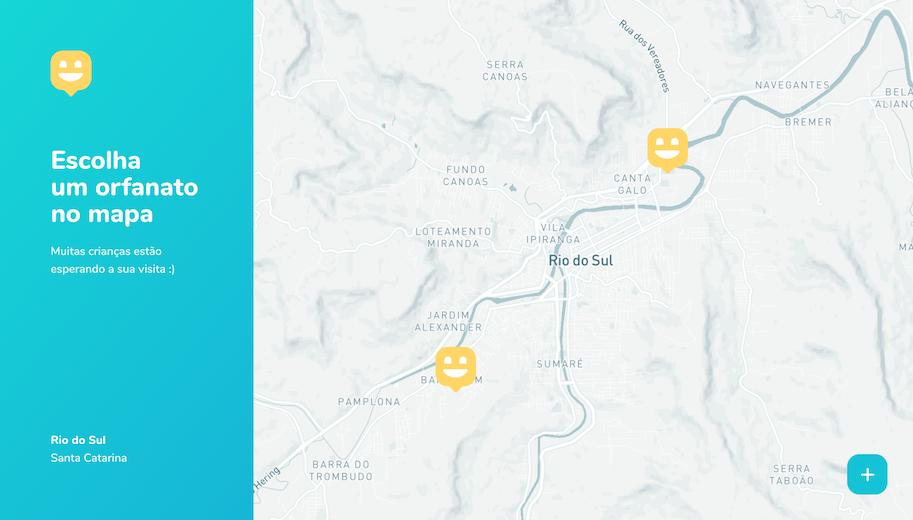 Escolha
um orfanato
no mapa
Muitas crianças estão
esperando a sua visita :)
Rio do Sul
Santa Catarina
Rua dos Vereadores
SERRA
CANOAS
NAVEGANTES
BREMER
FUNDO
CANOAS
CANTA
GALO
LOTEAMENTO
MIRANDA
VILA
IPIRANGA
Rio do Sul
JARDIM
ALEXANDER
SUMARÉ
PAMPLONA
BARRA DO
TROMBUDO
Hering
SERRA
TABOÃO